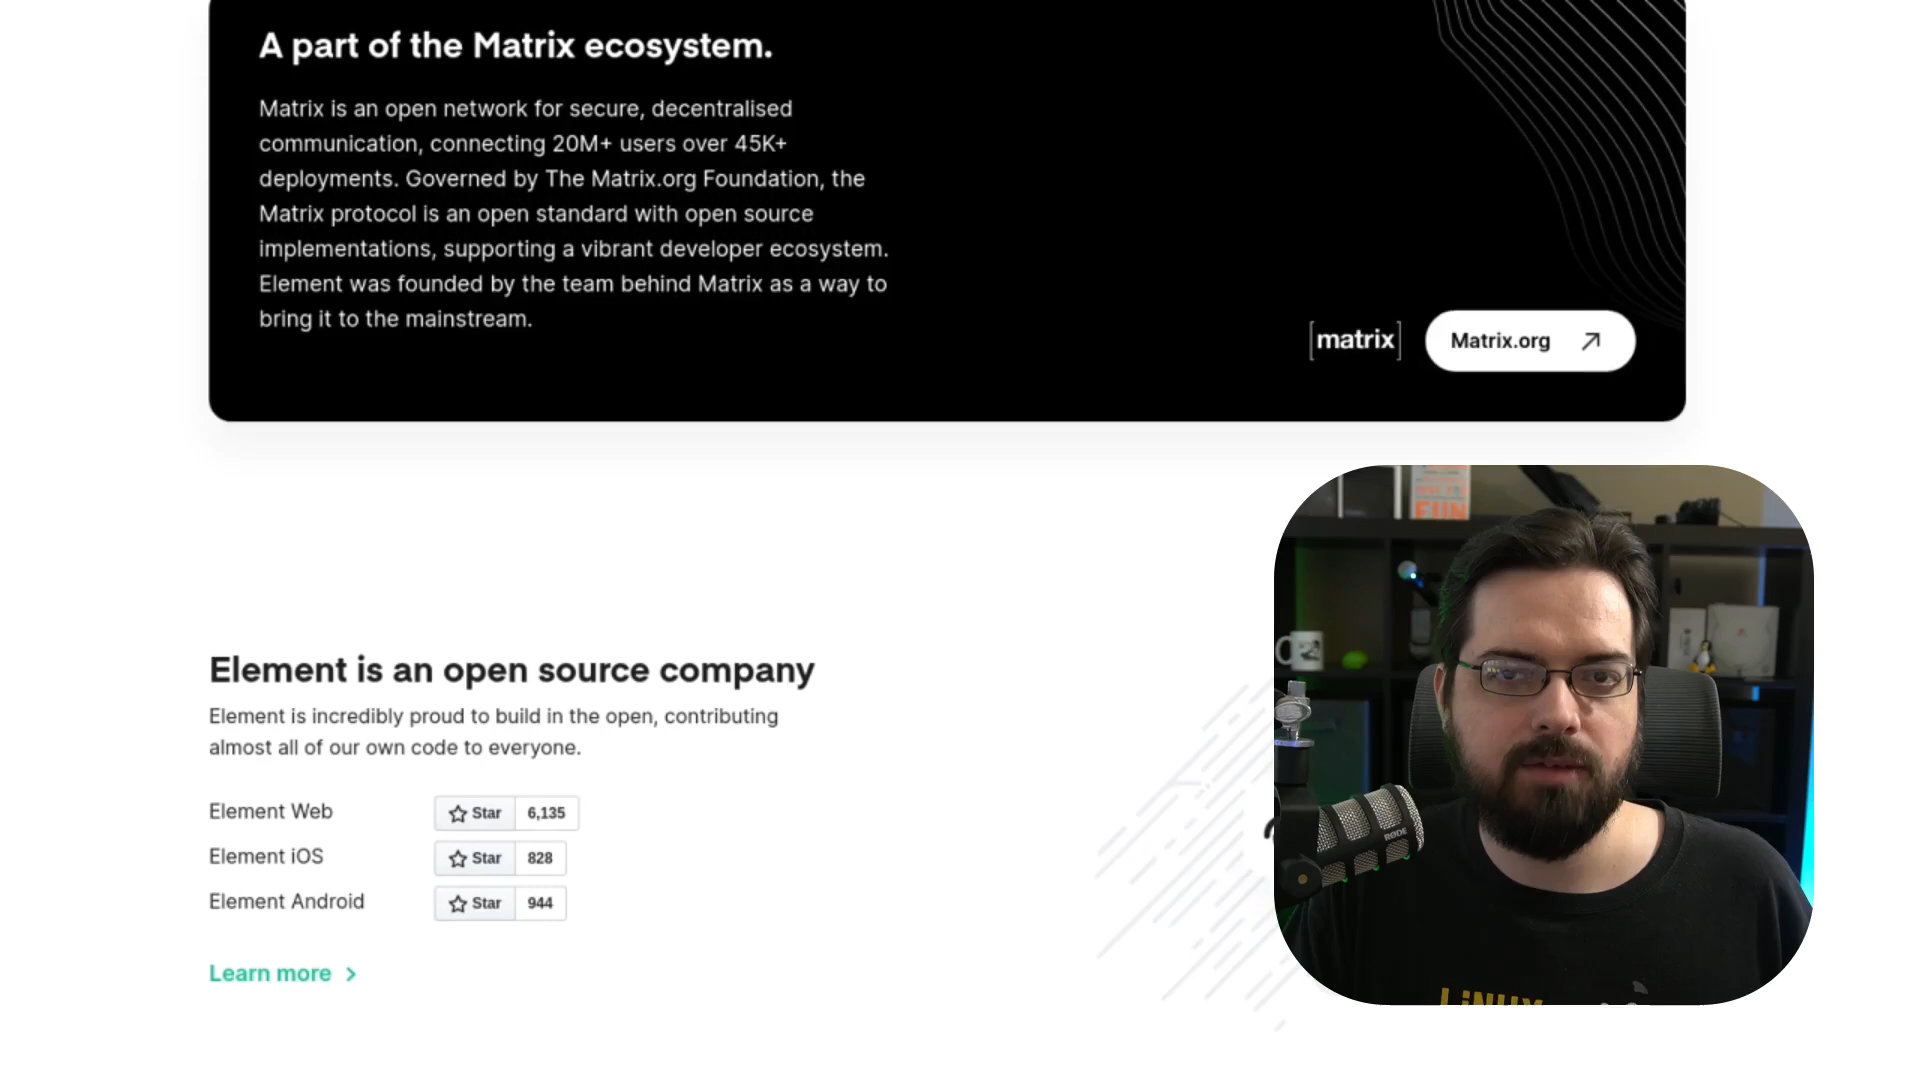 A part of the Matrix ecosystem.
Matrix is an open network for secure, decentralised
communication, connecting 20M+ users over 45K+
deployments. Governed by The Matrix.org Foundation, the
Matrix protocol is an open standard with open source
implementations, supporting a vibrant developer ecosystem.
Element was founded by the team behind Matrix as a way to
bring it to the mainstream.
[matrix]
Matrix.org
FUN
Element is an open source company
Element is incredibly proud to build in the open, contributing
almost all of our own code to everyone.
Element Web Star 6,135
Element iOS Star 828
Element Android Star 944
Learn more
RØDE
LiNUX